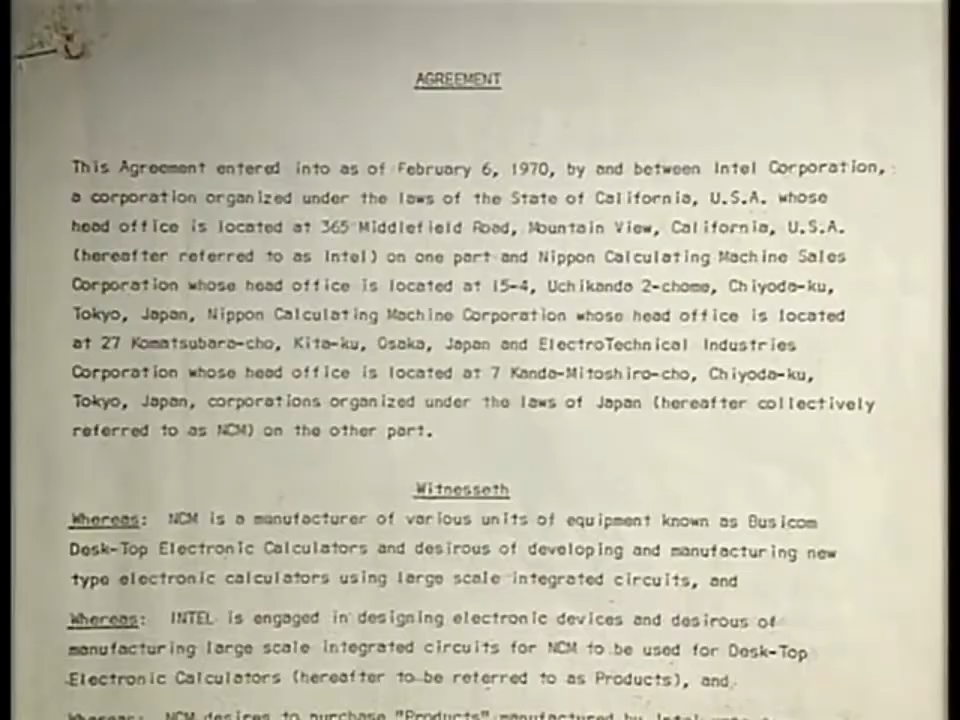 AGREEMENT
This Agreement entered into as of February 6, 1970, by and between Intel Corporation,
a corporation organized under the laws of the State of California, U.S.A. whose
head office is located at 365 Middlefield Road, Mountain View, California, U.S.A.
(hereafter referred to as Intel) on one part and Nippon Calculating Machine Sales
Corporation whose head office is located at 15-4, Uchikanda 2-chome, Chiyoda-ku,
Tokyo, Japan, Nippon Calculating Machine Corporation whose head office is located
at 27 Komatsubara-cho, Kita-ku, Osaka, Japan and ElectroTechnical Industries
Corporation whose head office is located at 7 Kanda-Mitoshiro-cho, Chiyoda-ku,
Tokyo, Japan, corporations organized under the laws of Japan (hereafter collectively
referred to as NCM) on the other part.
Witnesseth
Whereas: NCM is a manufacturer of various units of equipment known as Busicom
Desk-Top Electronic Calculators and desirous of developing and manufacturing new
type electronic calculators using large scale integrated circuits, and
Whereas: INTEL is engaged in designing electronic devices and desirous of
manufacturing large scale integrated circuits for NCM to be used for Desk-Top
Electronic Calculators (hereafter to be referred to as Products), and
Whereas: NCM desires to purchase "Products" manufactured by Intel